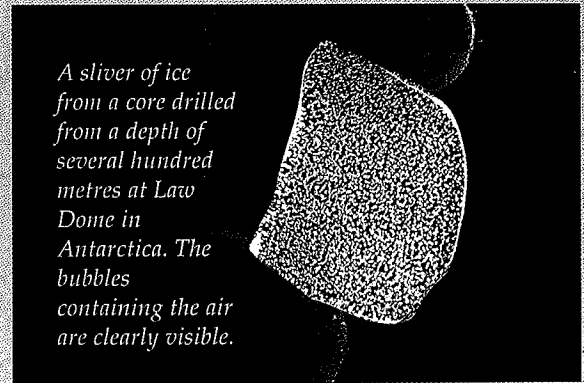 A sliver of ice
from a core drilled
from a depth of
several hundred
metres at Law
Dome in
Antarctica. The
bubbles
containing the air
are clearly visible.